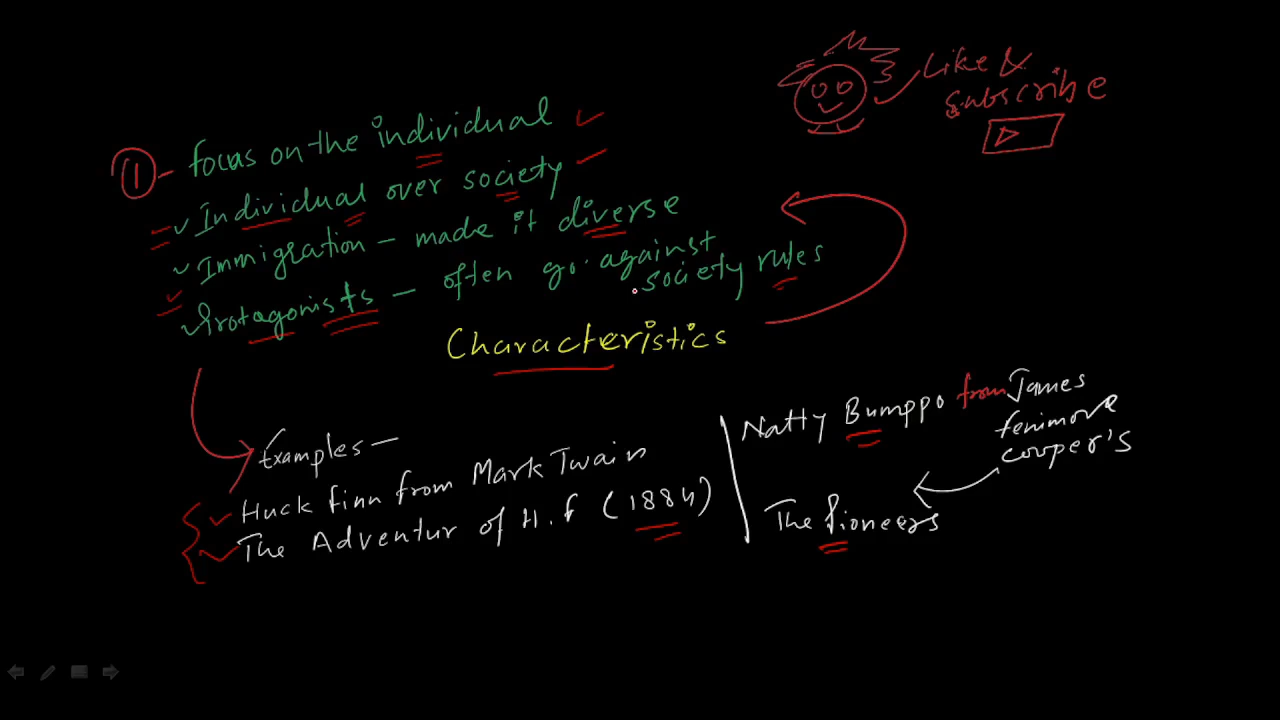 Like &
subscribe
① - focus on the individual
Individual over society
Immigration - made it diverse
Protagonists - often go against
society rules
Characteristics
Examples -
Huck finn from Mark Twain
The Adventur of H.f (1884)
Natty Bumppo from James
fenimore
cooper's
The Pioneers